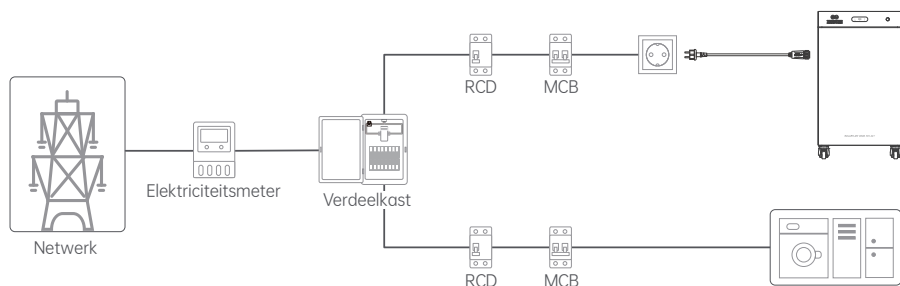 RCD
MCB
Elektriciteitsmeter
Verdeelkast
Netwerk
RCD
MCB